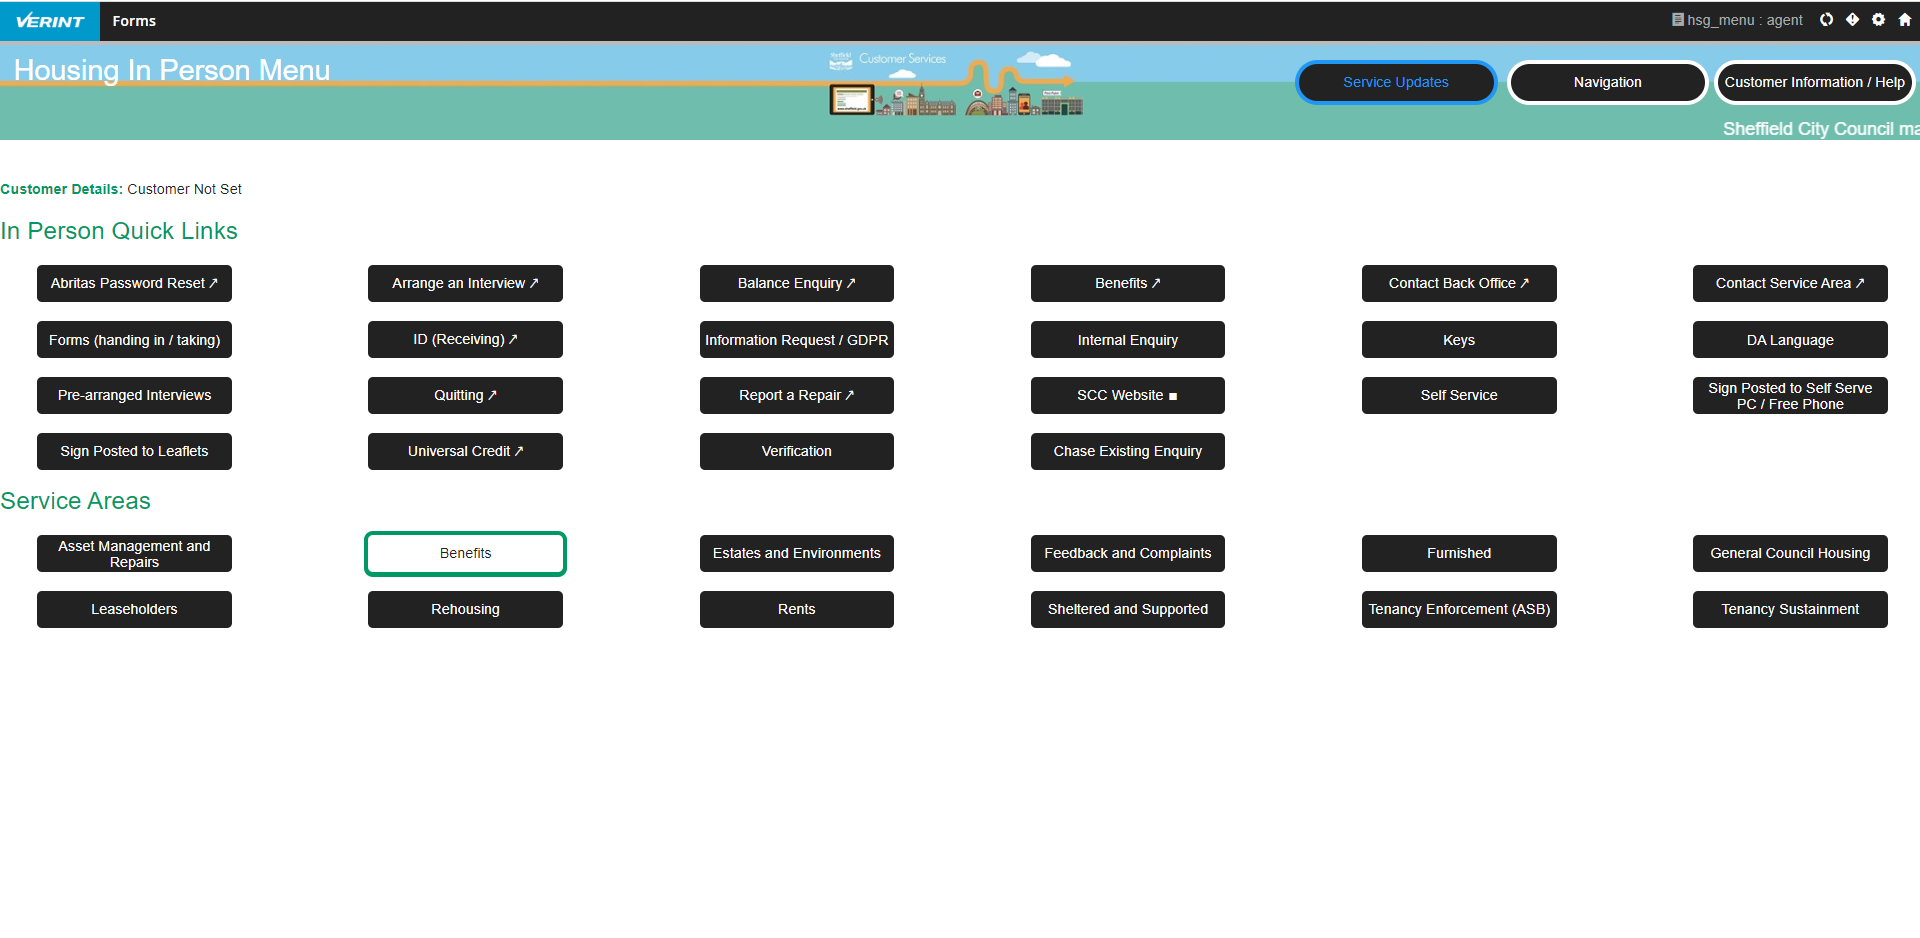 VERINT Forms hsg_menu : agent
Housing In Person Menu
Sheffield Customer Services
Service Updates Navigation Customer Information / Help
Sheffield City Council ma
Customer Details: Customer Not Set
In Person Quick Links
Abritas Password Reset ↗ Arrange an Interview ↗ Balance Enquiry ↗ Benefits ↗ Contact Back Office ↗ Contact Service Area ↗
Forms (handing in / taking) ID (Receiving) ↗ Information Request / GDPR Internal Enquiry Keys DA Language
Pre-arranged Interviews Quitting ↗ Report a Repair ↗ SCC Website ■ Self Service Sign Posted to Self Serve
PC / Free Phone
Sign Posted to Leaflets Universal Credit ↗ Verification Chase Existing Enquiry
Service Areas
Asset Management and
Repairs
Benefits Estates and Environments Feedback and Complaints Furnished General Council Housing
Leaseholders Rehousing Rents Sheltered and Supported Tenancy Enforcement (ASB) Tenancy Sustainment